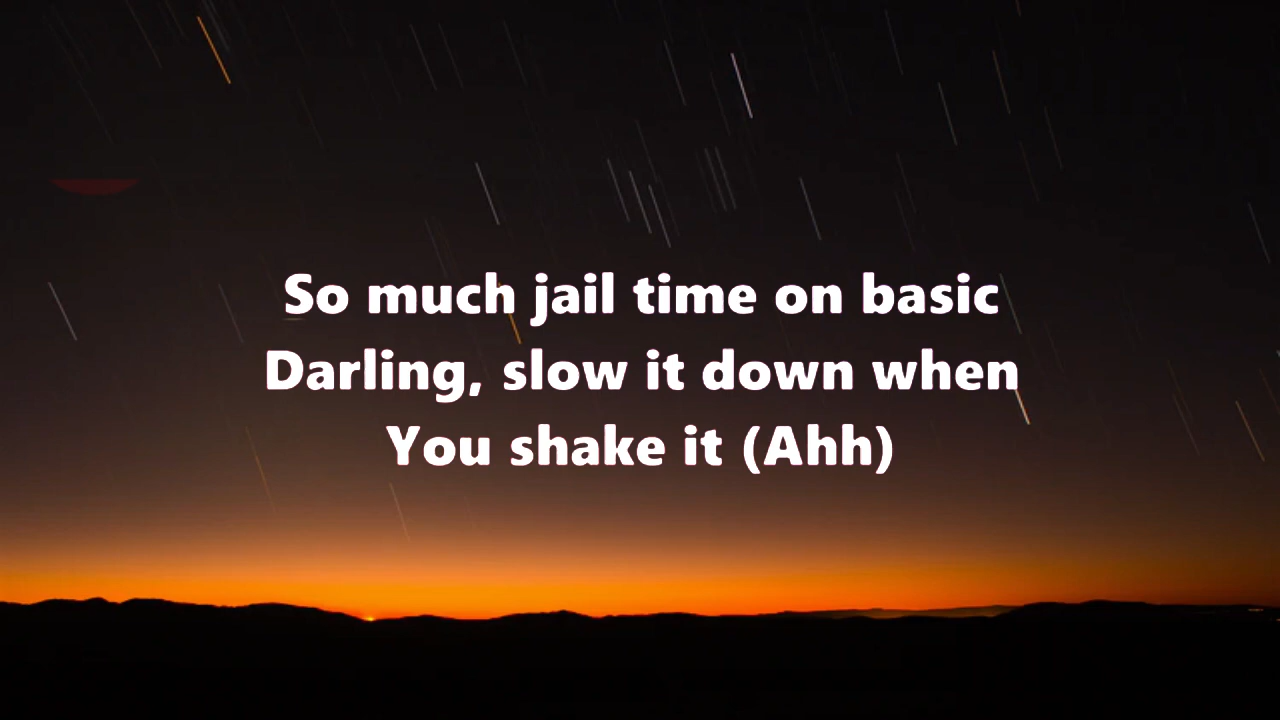 So much jail time on basic
Darling, slow it down when
You shake it (Ahh)